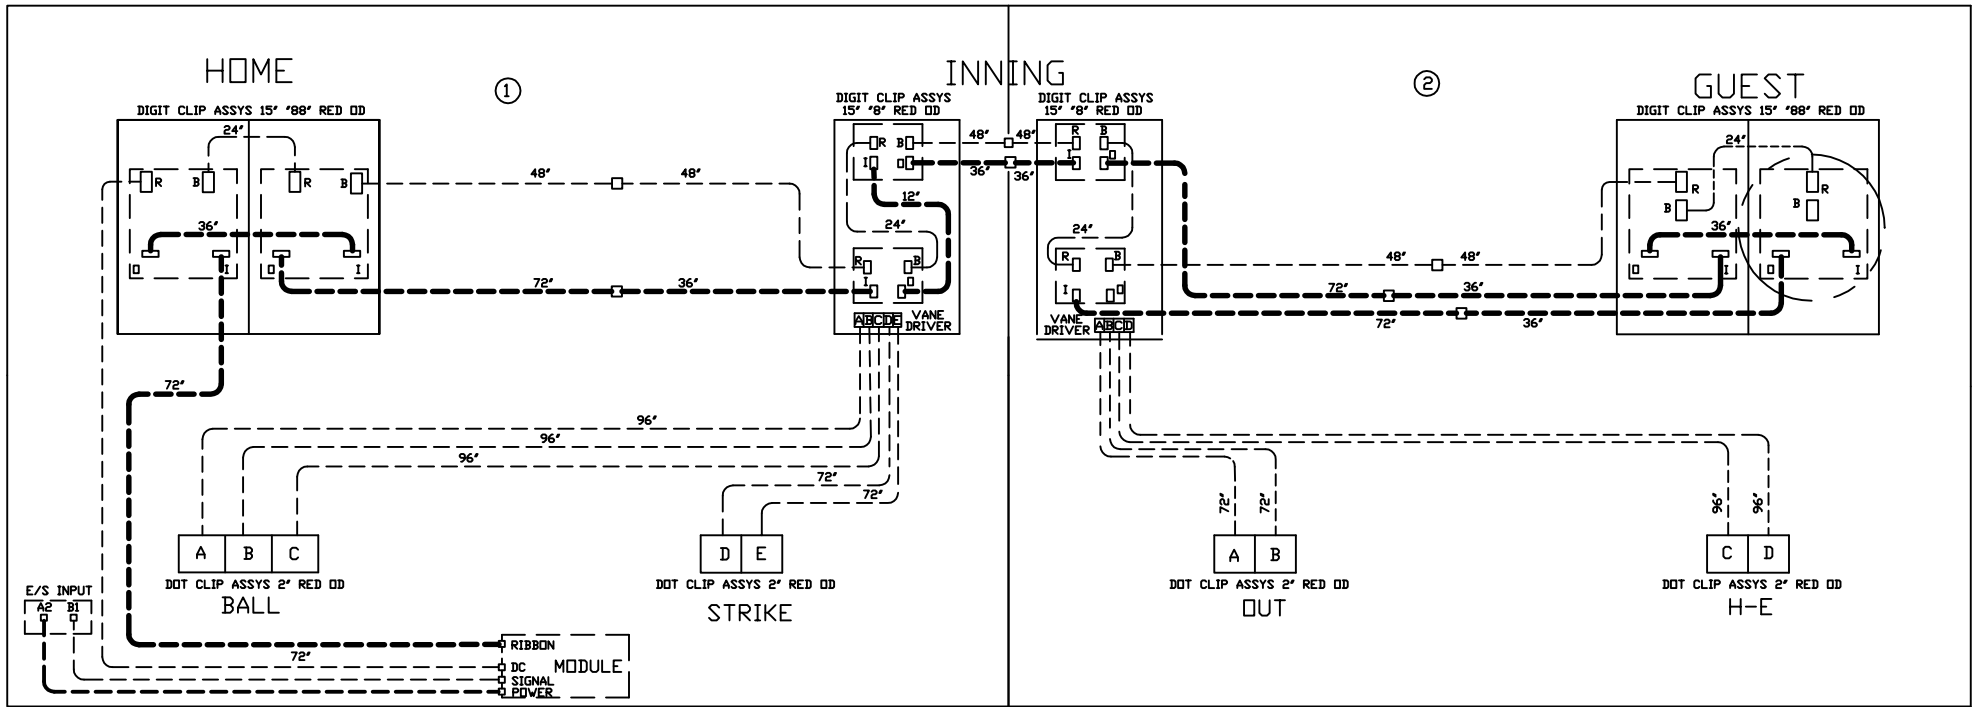 HOME
INNING
GUEST
1
2
DIGIT CLIP ASSYS 15" "88" RED OD
DIGIT CLIP ASSYS
15" "8" RED OD
DIGIT CLIP ASSYS
15" "8" RED OD
DIGIT CLIP ASSYS 15" "88" RED OD
24"
R
B
R
B
36"
O
I
O
I
48"
48"
72"
36"
R
B
I
O
12"
24"
R
B
I
O
A B C D E
VANE
DRIVER
48"
48"
36"
36"
R
B
I
O
24"
R
B
I
O
VANE
DRIVER
A B C D
48"
48"
72"
36"
72"
36"
24"
R
B
R
B
36"
O
I
O
I
72"
96"
96"
96"
72"
72"
72"
72"
96"
96"
A B C
DOT CLIP ASSYS 2" RED OD
BALL
D E
DOT CLIP ASSYS 2" RED OD
STRIKE
A B
DOT CLIP ASSYS 2" RED OD
OUT
C D
DOT CLIP ASSYS 2" RED OD
H-E
E/S INPUT
A2 B1
72"
RIBBON
DC
SIGNAL
POWER
MODULE